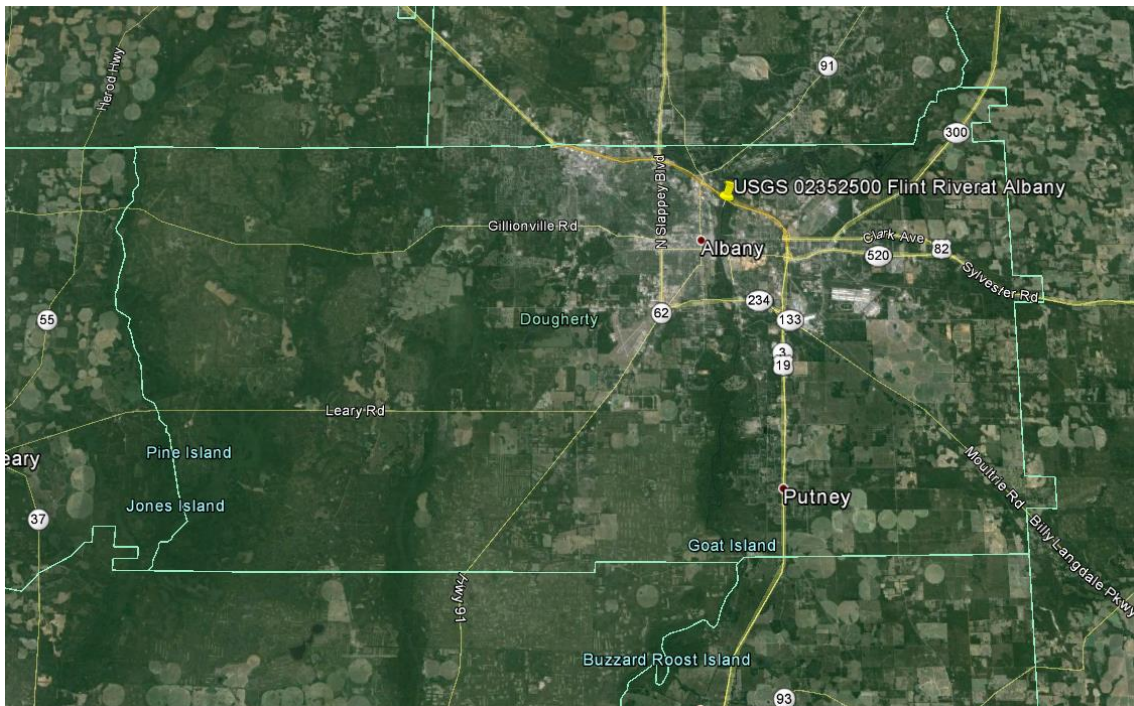 Herod Hwy
91
300
N Slappey Blvd
USGS 02352500 Flint Riverat Albany
Gillionville Rd
Albany
Clark Ave
82
520
Sylvester Rd
234
62
133
55
Dougherty
3
19
Leary Rd
Pine Island
eary
Moultrie Rd
Putney
Jones Island
37
Goat Island
Billy Langdale Pkwy
Hwy 91
Buzzard Roost Island
93